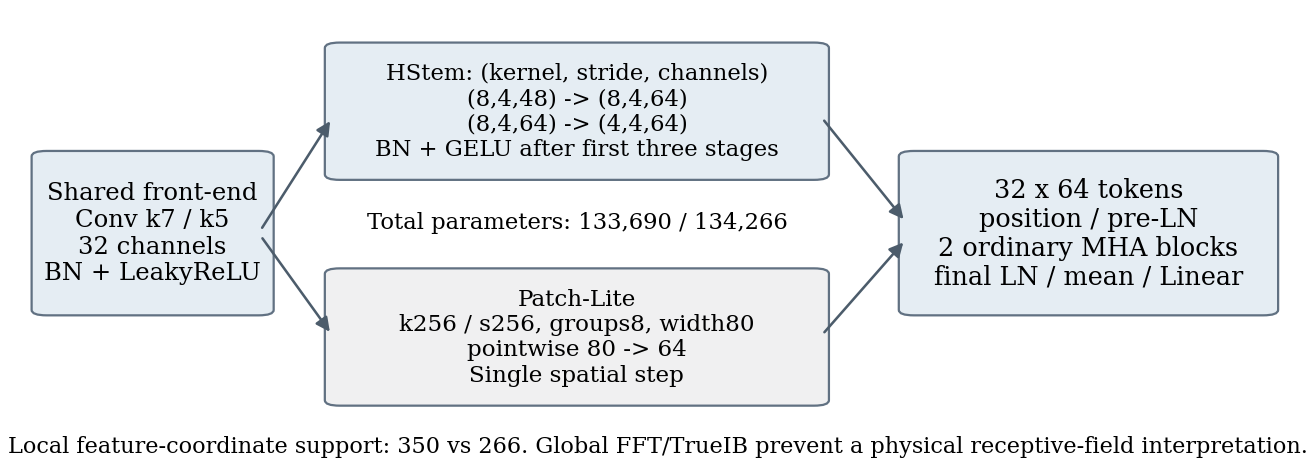 Shared front-end
Conv k7 / k5
32 channels
BN + LeakyReLU
HStem: (kernel, stride, channels)
(8,4,48) -> (8,4,64)
(8,4,64) -> (4,4,64)
BN + GELU after first three stages
Total parameters: 133,690 / 134,266
Patch-Lite
k256 / s256, groups8, width80
pointwise 80 -> 64
Single spatial step
32 x 64 tokens
position / pre-LN
2 ordinary MHA blocks
final LN / mean / Linear
Local feature-coordinate support: 350 vs 266. Global FFT/TrueIB prevent a physical receptive-field interpretation.